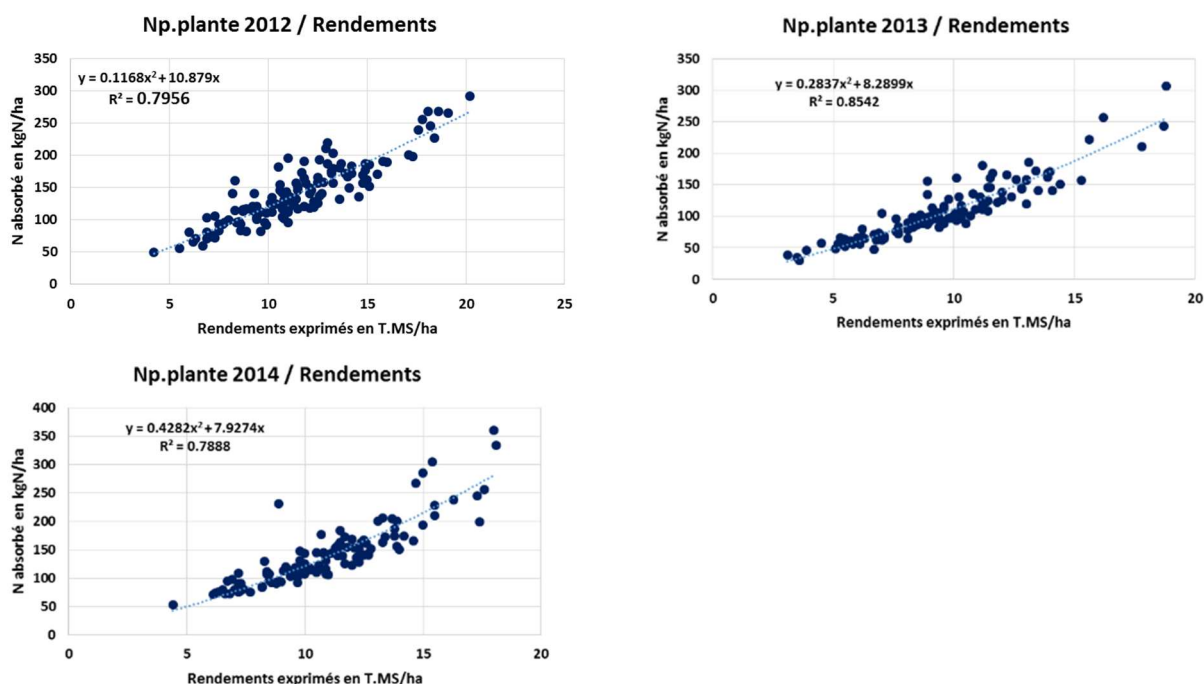 Np.plante 2012 / Rendements
N absorbé en kgN/ha
350
300
250
200
150
100
50
0
y = 0.1168x² + 10.879x
R² = 0.7956
0 5 10 15 20 25
Rendements exprimés en T.MS/ha
Np.plante 2013 / Rendements
N absorbé en kgN/ha
350
300
250
200
150
100
50
0
y = 0.2837x² + 8.2899x
R² = 0.8542
0 5 10 15 20
Rendements exprimés en T.MS/ha
Np.plante 2014 / Rendements
N absorbé en kgN/ha
400
350
300
250
200
150
100
50
0
y = 0.4282x² + 7.9274x
R² = 0.7888
0 5 10 15 20
Rendements exprimés en T.MS/ha